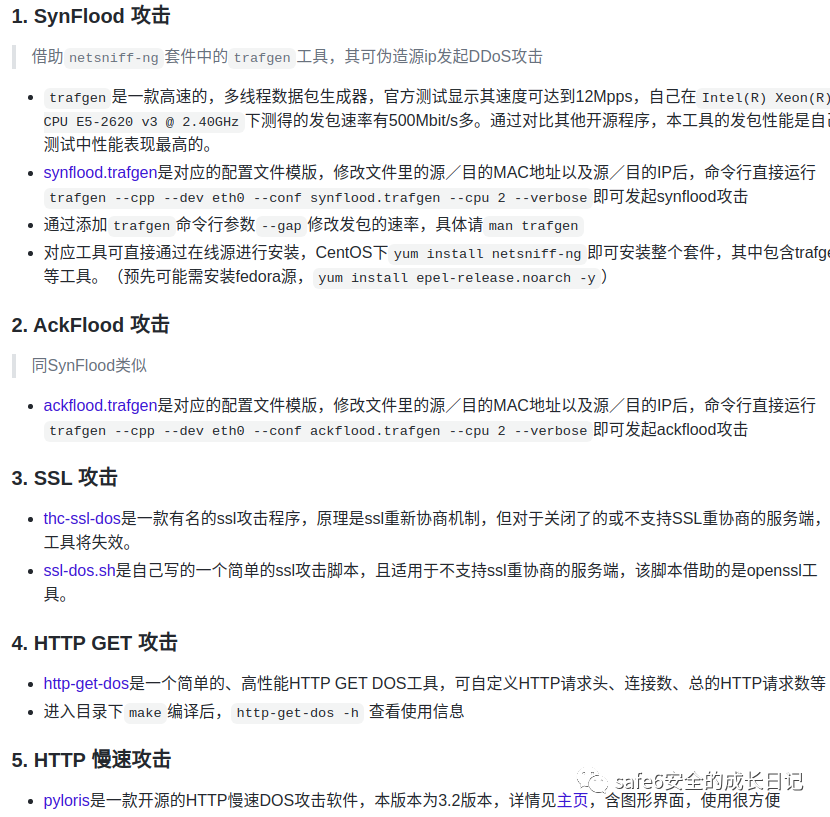 1. SynFlood 攻击
借助 netsniff-ng 套件中的 trafgen 工具，其可伪造源ip发起DDoS攻击
trafgen 是一款高速的，多线程数据包生成器，官方测试显示其速度可达到12Mpps，自己在 Intel(R) Xeon(R)
CPU E5-2620 v3 @ 2.40GHz 下测得的发包速率有500Mbit/s多。通过对比其他开源程序，本工具的发包性能是自己
测试中性能表现最高的。
synflood.trafgen是对应的配置文件模版，修改文件里的源／目的MAC地址以及源／目的IP后，命令行直接运行
trafgen --cpp --dev eth0 --conf synflood.trafgen --cpu 2 --verbose 即可发起synflood攻击
通过添加 trafgen 命令行参数 --gap 修改发包的速率，具体请 man trafgen
对应工具可直接通过在线源进行安装，CentOS下 yum install netsniff-ng 即可安装整个套件，其中包含trafge
等工具。（预先可能需安装fedora源， yum install epel-release.noarch -y ）
2. AckFlood 攻击
同SynFlood类似
ackflood.trafgen是对应的配置文件模版，修改文件里的源／目的MAC地址以及源／目的IP后，命令行直接运行
trafgen --cpp --dev eth0 --conf ackflood.trafgen --cpu 2 --verbose 即可发起ackflood攻击
3. SSL 攻击
thc-ssl-dos是一款有名的ssl攻击程序，原理是ssl重新协商机制，但对于关闭了的或不支持SSL重协商的服务端，
工具将失效。
ssl-dos.sh是自己写的一个简单的ssl攻击脚本，且适用于不支持ssl重协商的服务端，该脚本借助的是openssl工
具。
4. HTTP GET 攻击
http-get-dos是一个简单的、高性能HTTP GET DOS工具，可自定义HTTP请求头、连接数、总的HTTP请求数等
进入目录下 make 编译后， http-get-dos -h 查看使用信息
5. HTTP 慢速攻击
pyloris是一款开源的HTTP慢速DOS攻击软件，本版本为3.2版本，详情见主页，含图形界面，使用很方便
safe6安全的成长日记